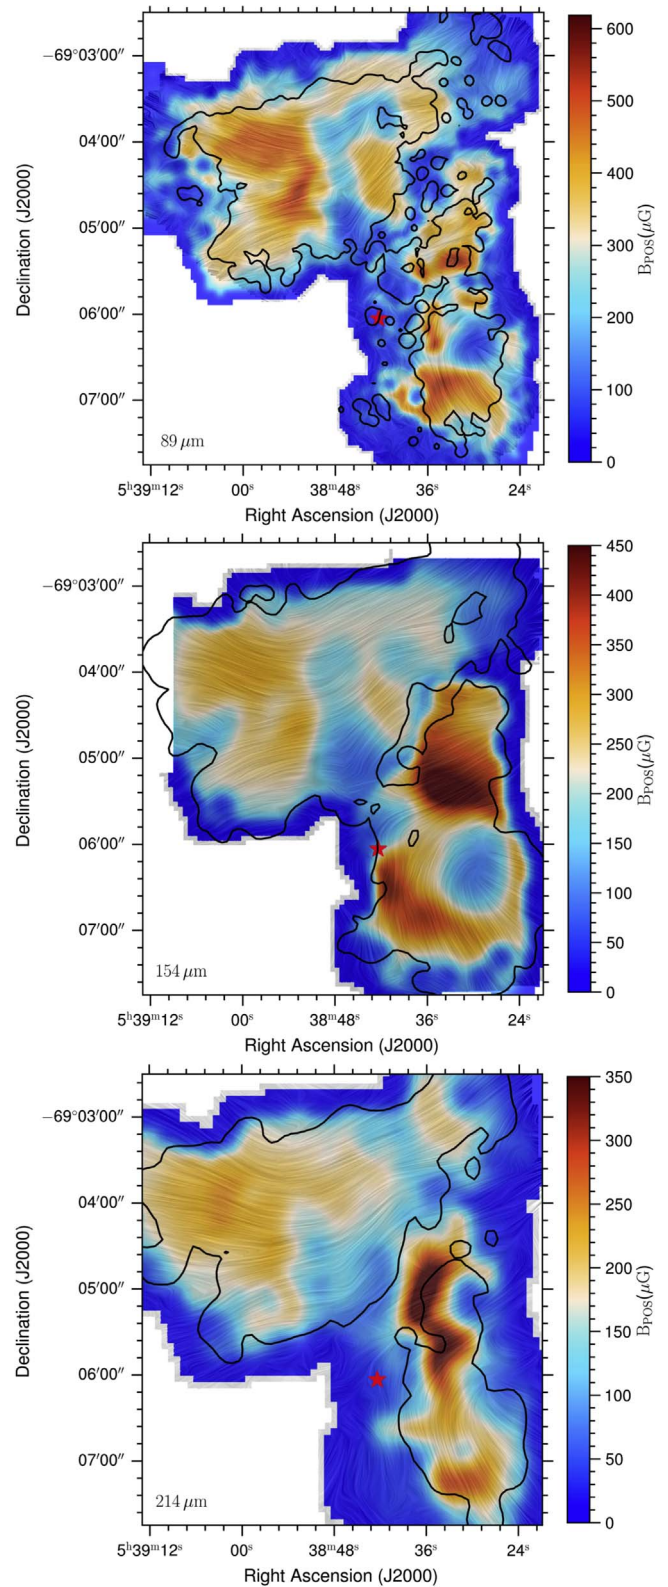 −69°03′00″
04′00″
05′00″
06′00″
07′00″
Declination (J2000)
89 μm
5ʰ39ᵐ12ˢ 00ˢ 38ᵐ48ˢ 36ˢ 24ˢ
Right Ascension (J2000)
600
500
400
300
200
100
0
B_POS(μG)
−69°03′00″
04′00″
05′00″
06′00″
07′00″
Declination (J2000)
154 μm
5ʰ39ᵐ12ˢ 00ˢ 38ᵐ48ˢ 36ˢ 24ˢ
Right Ascension (J2000)
450
400
350
300
250
200
150
100
50
0
B_POS(μG)
−69°03′00″
04′00″
05′00″
06′00″
07′00″
Declination (J2000)
214 μm
5ʰ39ᵐ12ˢ 00ˢ 38ᵐ48ˢ 36ˢ 24ˢ
Right Ascension (J2000)
350
300
250
200
150
100
50
0
B_POS(μG)